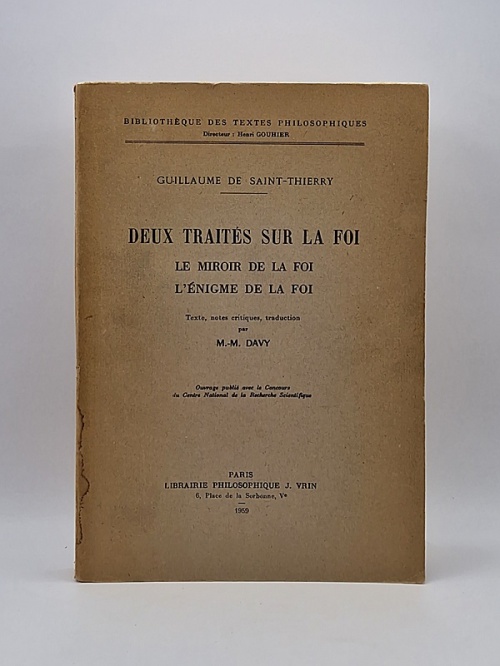 BIBLIOTHÈQUE DES TEXTES PHILOSOPHIQUES
Directeur : Henri GOUHIER
GUILLAUME DE SAINT-THIERRY
DEUX TRAITÉS SUR LA FOI
LE MIROIR DE LA FOI
L'ÉNIGME DE LA FOI
Texte, notes critiques, traduction
par
M.-M. DAVY
Ouvrage publié avec le Concours
du Centre National de la Recherche Scientifique
PARIS
LIBRAIRIE PHILOSOPHIQUE J. VRIN
6, Place de la Sorbonne, Ve
1959